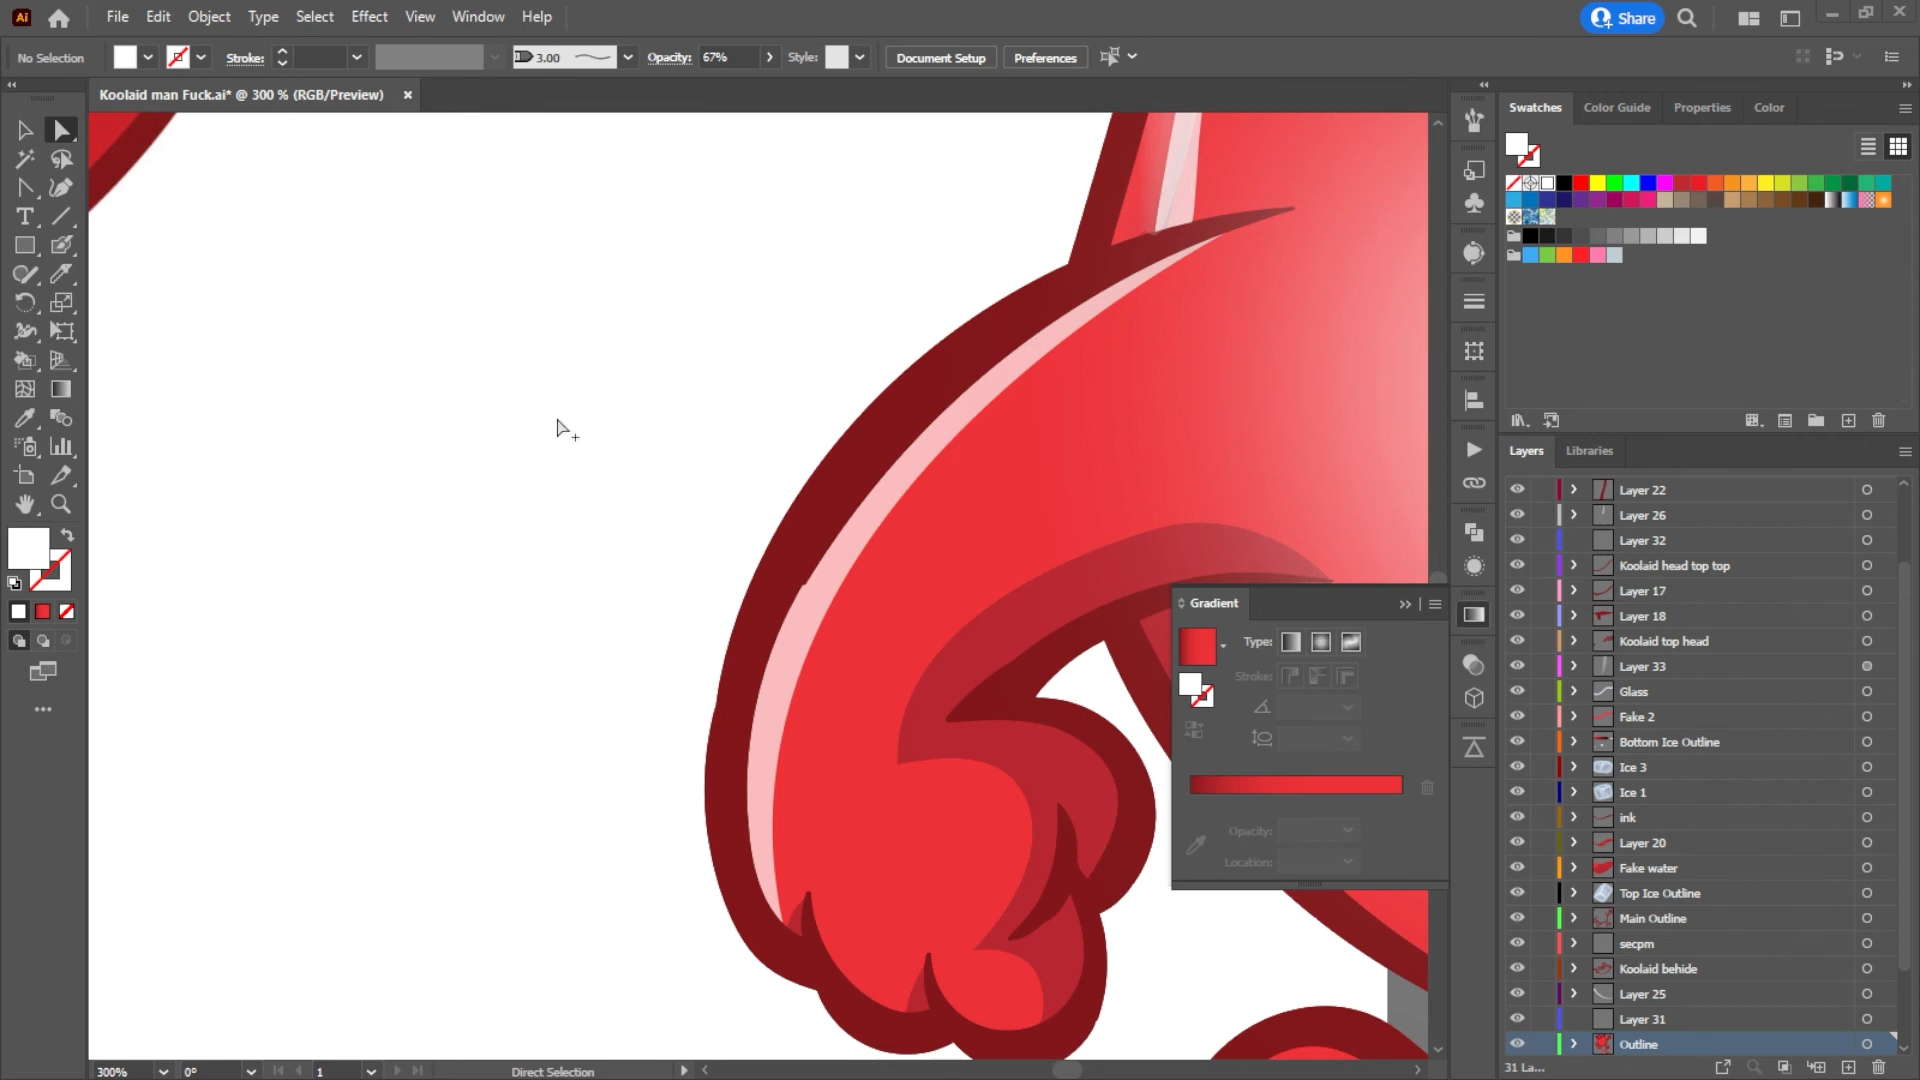 Ai
File Edit Object Type Select Effect View Window Help
Share
No Selection
Stroke:
3.00
Opacity: 67%
Style:
Document Setup
Preferences
Koolaid man Fuck.ai* @ 300 % (RGB/Preview)
Swatches Color Guide Properties Color
Layers Libraries
Layer 22
Layer 26
Layer 32
Koolaid head top top
Layer 17
Layer 18
Koolaid top head
Layer 33
Glass
Fake 2
Bottom Ice Outline
Ice 3
Ice 1
ink
Layer 20
Fake water
Top Ice Outline
Main Outline
secpm
Koolaid behide
Layer 25
Layer 31
Outline
31 La...
Gradient
Type:
Stroke:
Opacity:
Location:
300%
0°
1
Direct Selection